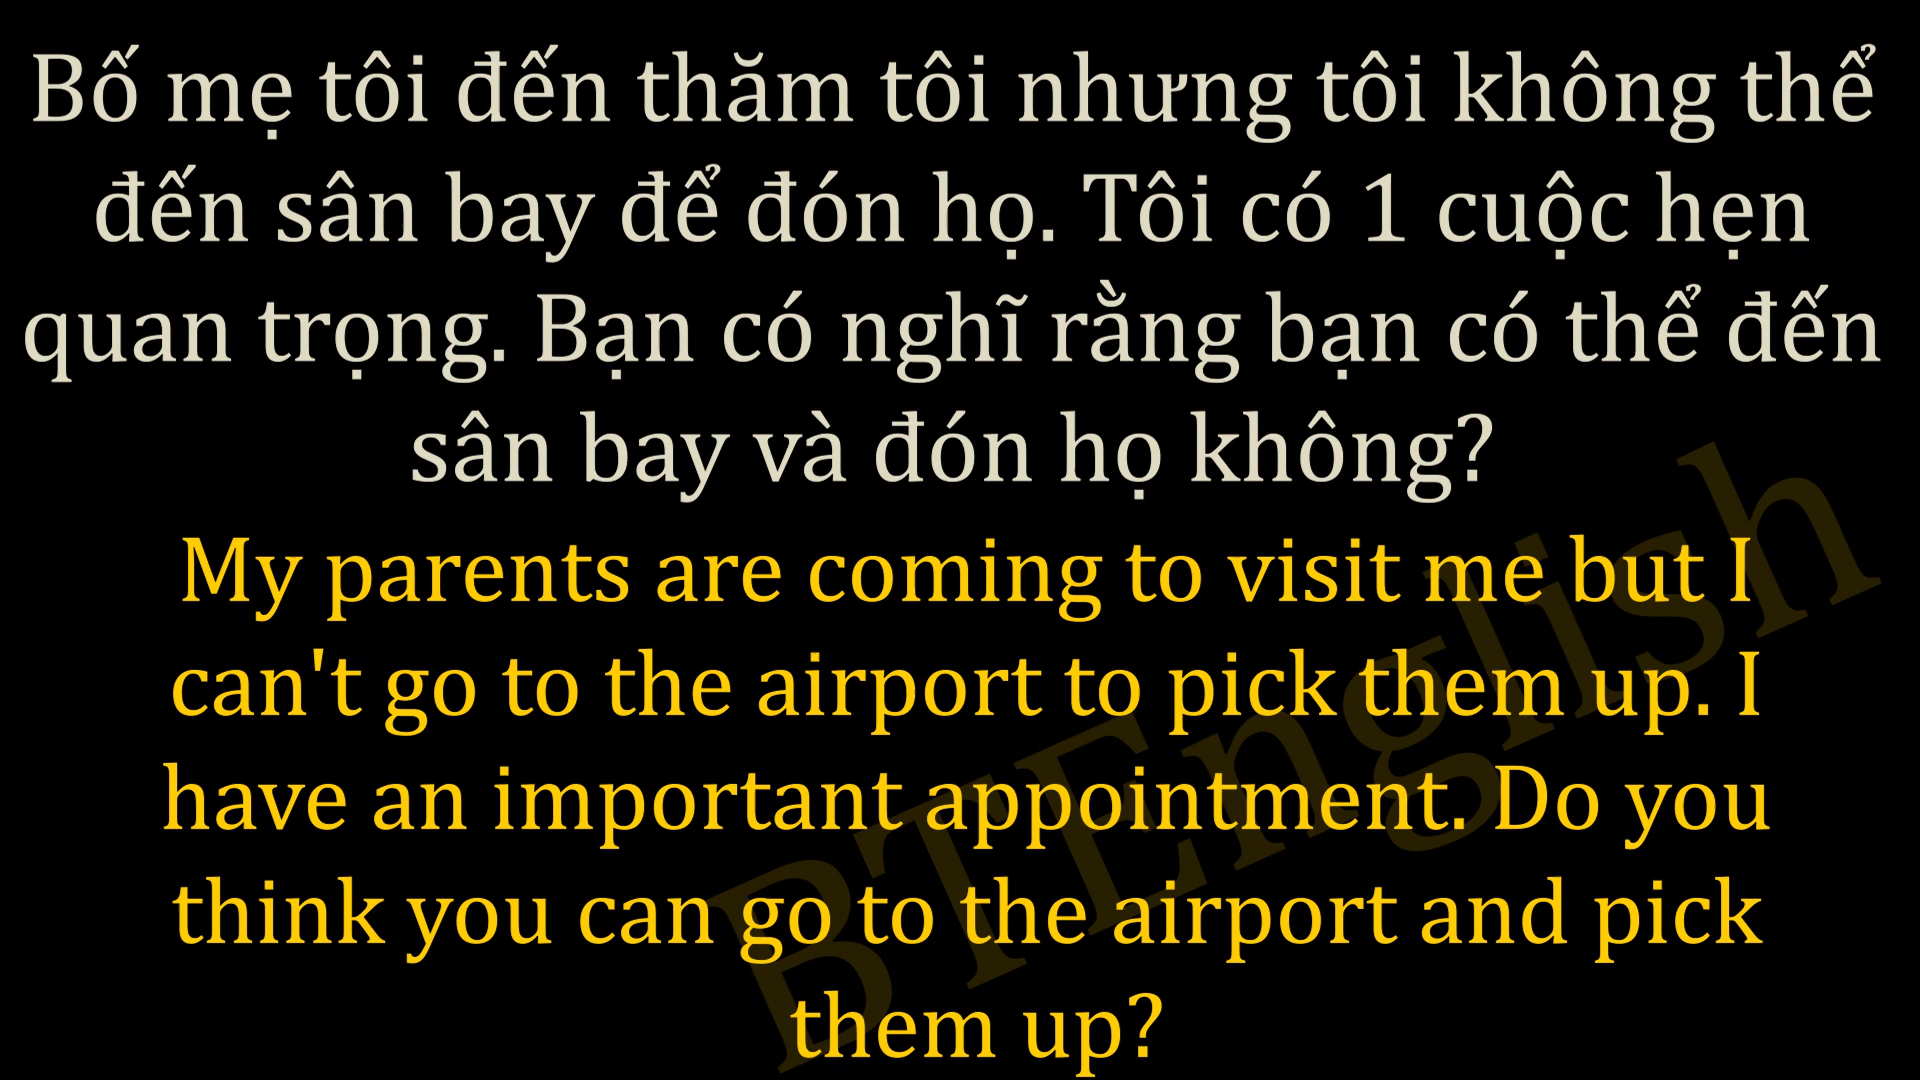 Bố mẹ tôi đến thăm tôi nhưng tôi không thể
đến sân bay để đón họ. Tôi có 1 cuộc hẹn
quan trọng. Bạn có nghĩ rằng bạn có thể đến
sân bay và đón họ không?
My parents are coming to visit me but I
can't go to the airport to pick them up. I
have an important appointment. Do you
think you can go to the airport and pick
them up?
BTEnglish